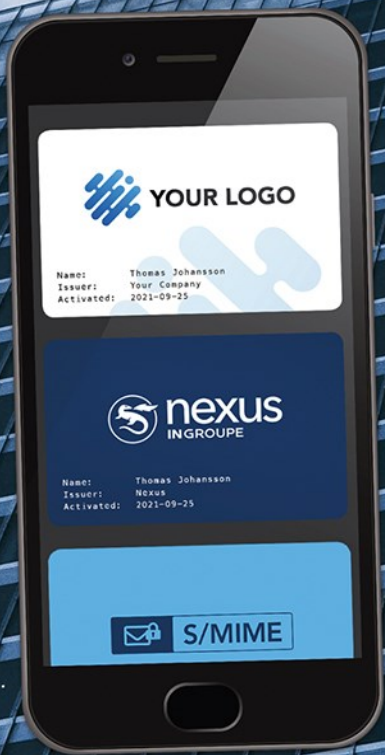 YOUR LOGO
Name: Thomas Johansson
Issuer: Your Company
Activated: 2021-09-25
nexus
INGROUPE
Name: Thomas Johansson
Issuer: Nexus
Activated: 2021-09-25
S/MIME